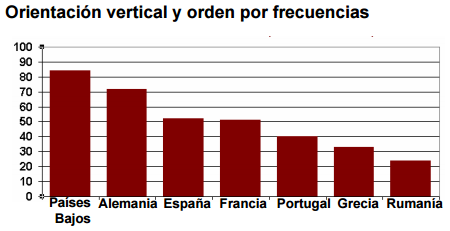 Orientación vertical y orden por frecuencias
100
90
80
70
60
50
40
30
20
10
0
Países Bajos
Alemania
España
Francia
Portugal
Grecia
Rumanía